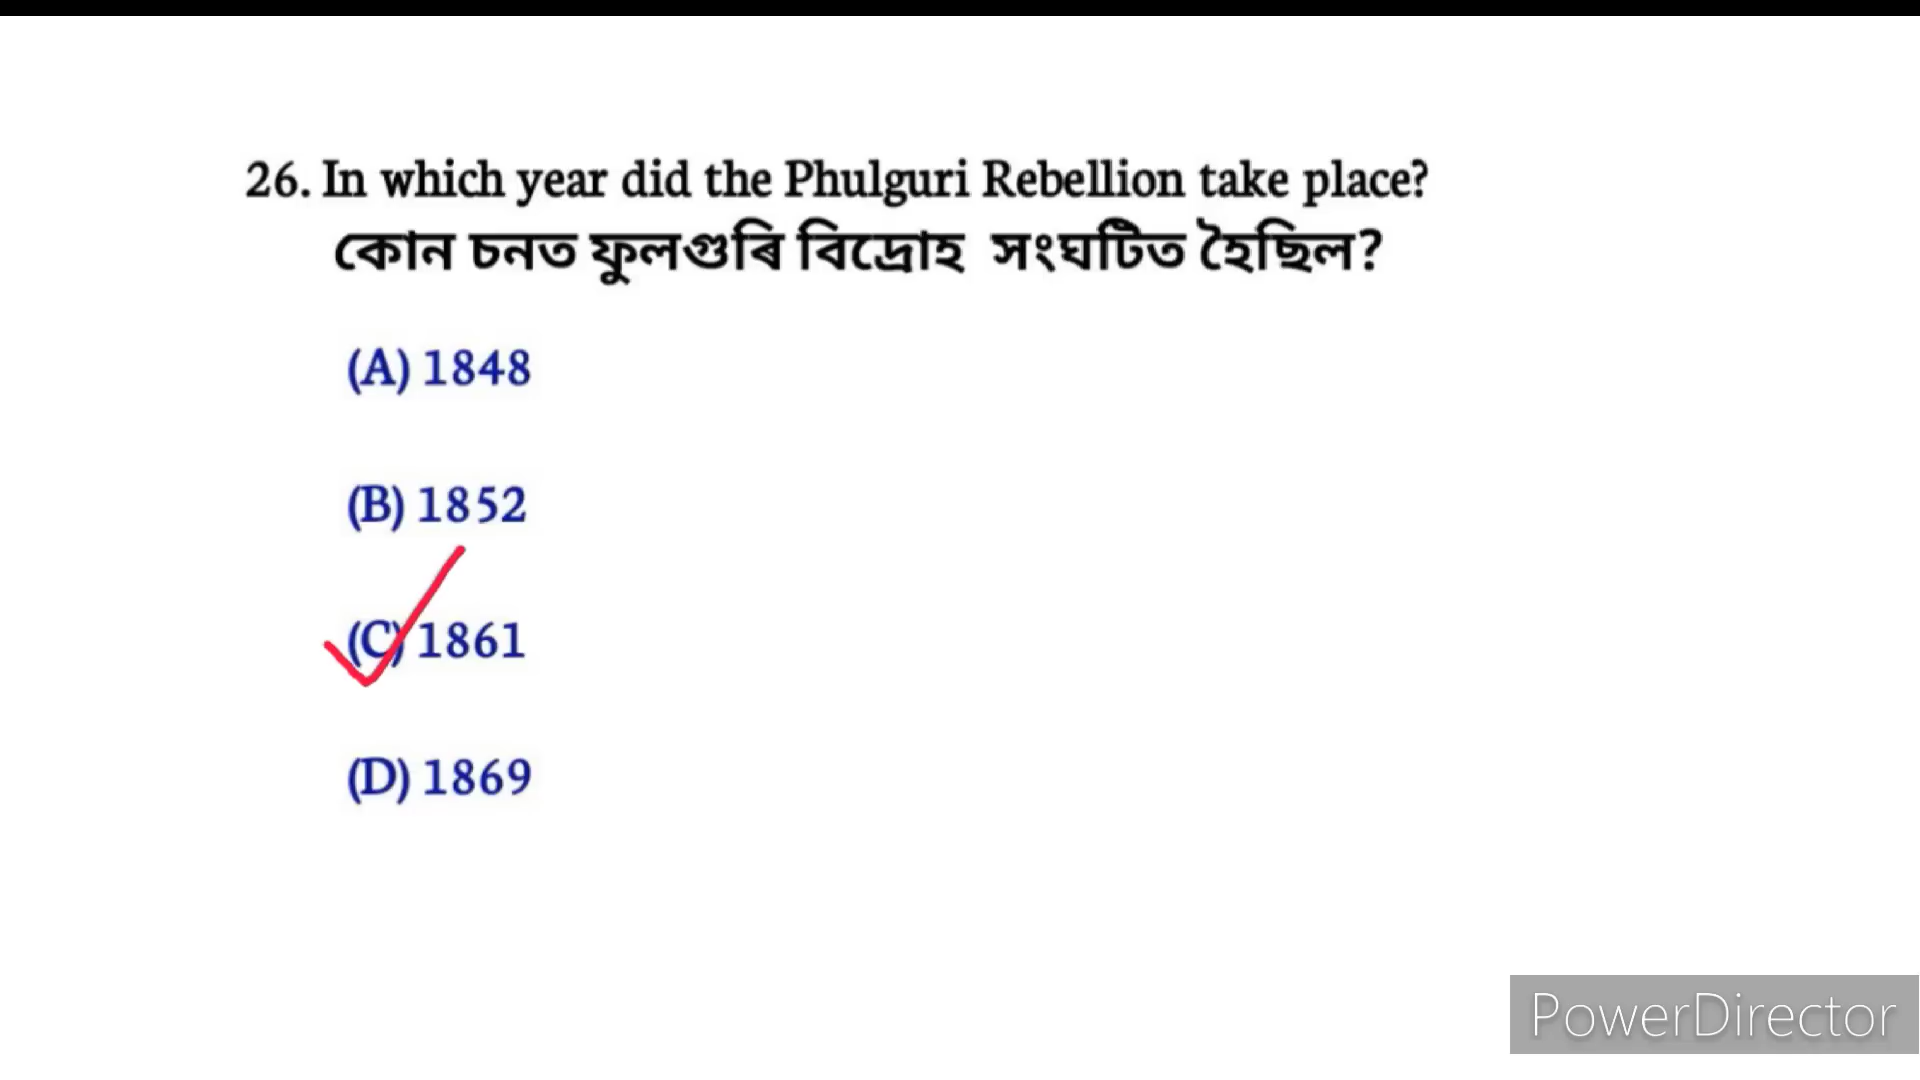 26. In which year did the Phulguri Rebellion take place?
কোন চনত ফুলগুৰি বিদ্ৰোহ সংঘটিত হৈছিল?
(A) 1848
(B) 1852
(C) 1861
(D) 1869
PowerDirector